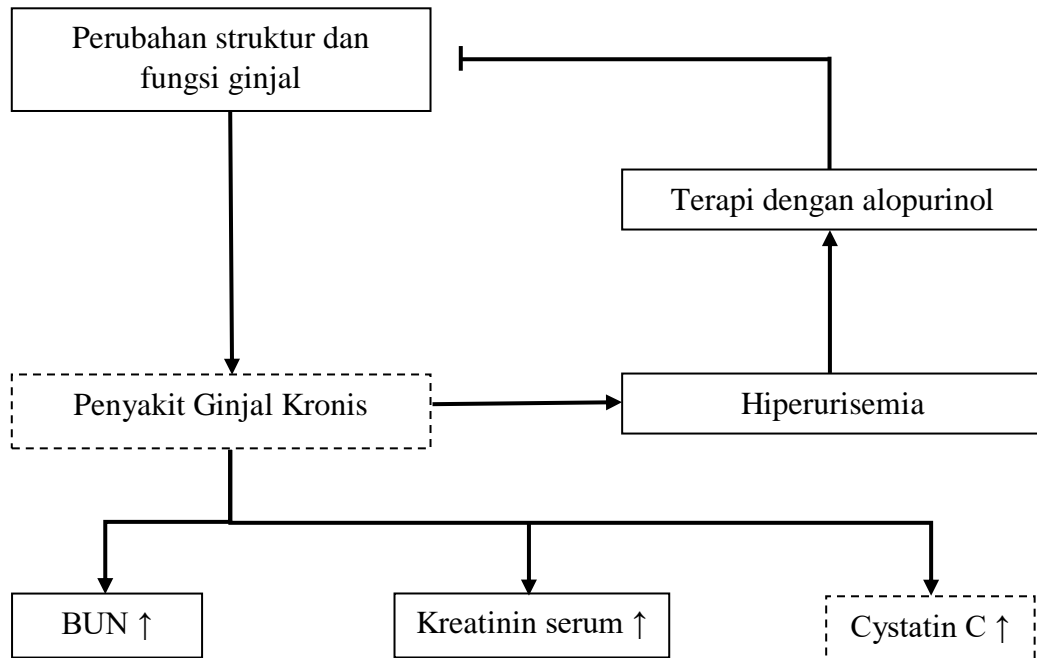 Perubahan struktur dan
fungsi ginjal
Terapi dengan alopurinol
Penyakit Ginjal Kronis
Hiperurisemia
BUN ↑
Kreatinin serum ↑
Cystatin C ↑